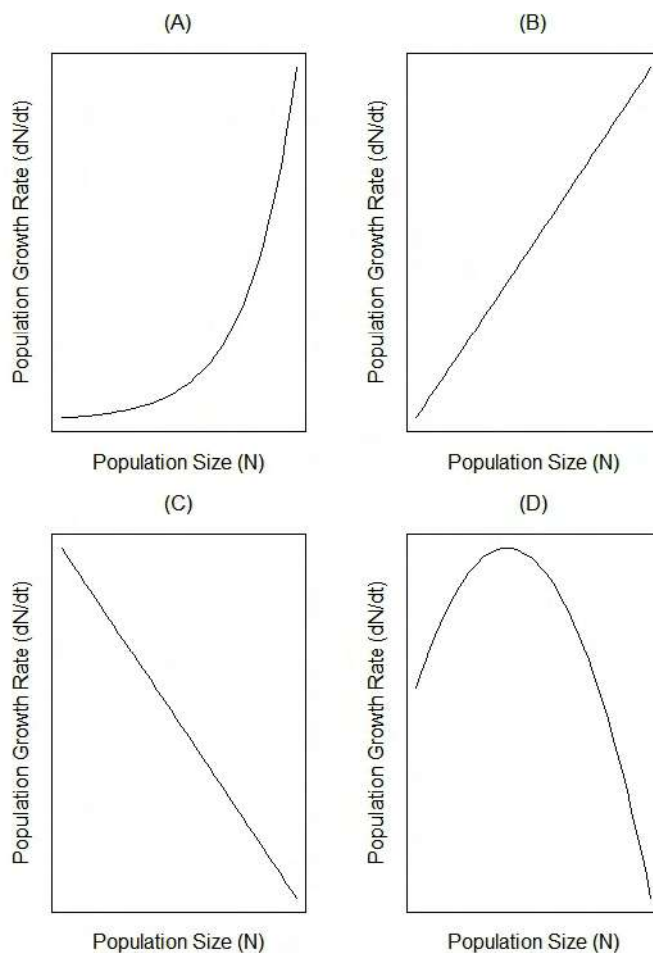 (A)
(B)
Population Growth Rate (dN/dt)
Population Growth Rate (dN/dt)
Population Size (N)
Population Size (N)
(C)
(D)
Population Growth Rate (dN/dt)
Population Growth Rate (dN/dt)
Population Size (N)
Population Size (N)